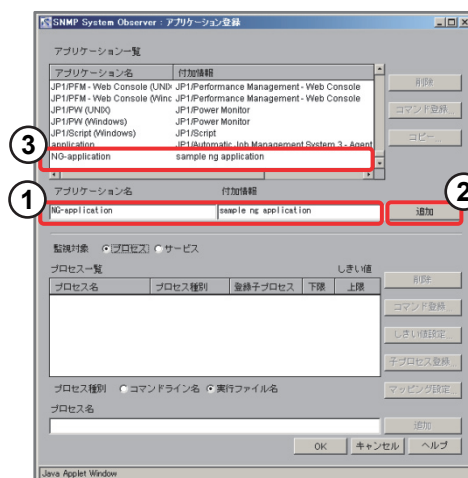 SNMP System Observer : アプリケーション登録
アプリケーション一覧
アプリケーション名 付加情報
JP1/PFM - Web Console (UNIX JP1/Performance Management - Web Console
JP1/PFM - Web Console (Winc JP1/Performance Management - Web Console
JP1/PW (UNIX) JP1/Power Monitor
JP1/PW (Windows) JP1/Power Monitor
JP1/Script (Windows) JP1/Script
application JP1/Automatic Job Management System 3 - Agent
NG-application sample ng application
削除
コマンド登録...
コピー...
3
アプリケーション名 付加情報
1
NG-application sample ng application
追加
2
監視対象 プロセス サービス
プロセス一覧 しきい値
プロセス名 プロセス種別 登録子プロセス 下限 上限
削除
コマンド登録...
しきい値設定...
子プロセス登録...
マッピング設定...
プロセス種別 コマンドライン名 実行ファイル名
プロセス名
追加
OK キャンセル ヘルプ
Java Applet Window